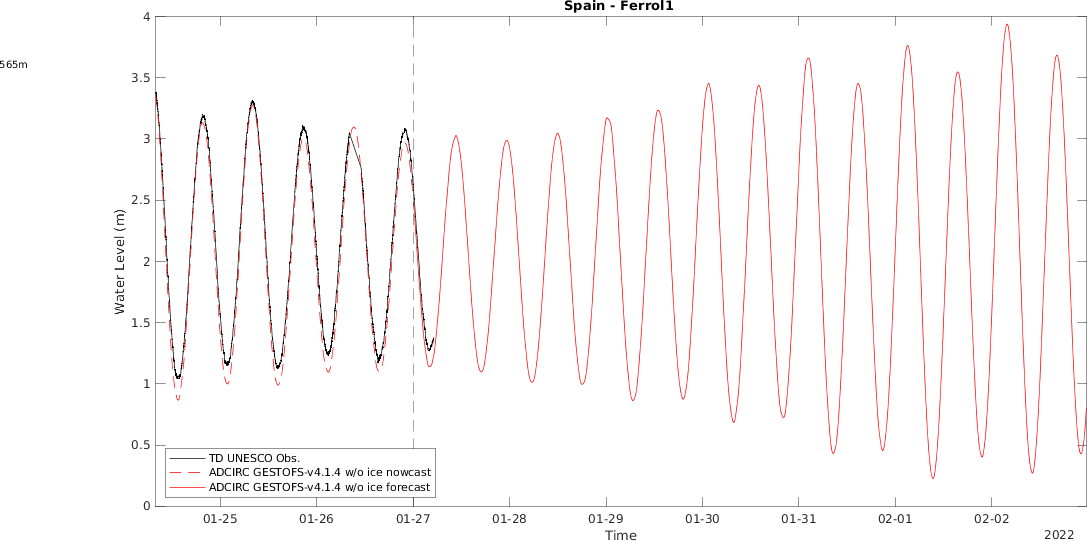 Spain - Ferrol1
565m
4
3.5
3
2.5
2
1.5
1
0.5
0
Water Level (m)
TD UNESCO Obs.
ADCIRC GESTOFS-v4.1.4 w/o ice nowcast
ADCIRC GESTOFS-v4.1.4 w/o ice forecast
01-25 01-26 01-27 01-28 01-29 01-30 01-31 02-01 02-02
Time
2022